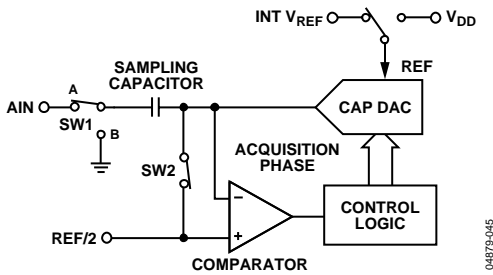 INT VREF
VDD
REF
SAMPLING
CAPACITOR
CAP DAC
A
AIN
SW1
B
ACQUISITION
PHASE
SW2
−
+
CONTROL
LOGIC
REF/2
COMPARATOR
04879-045